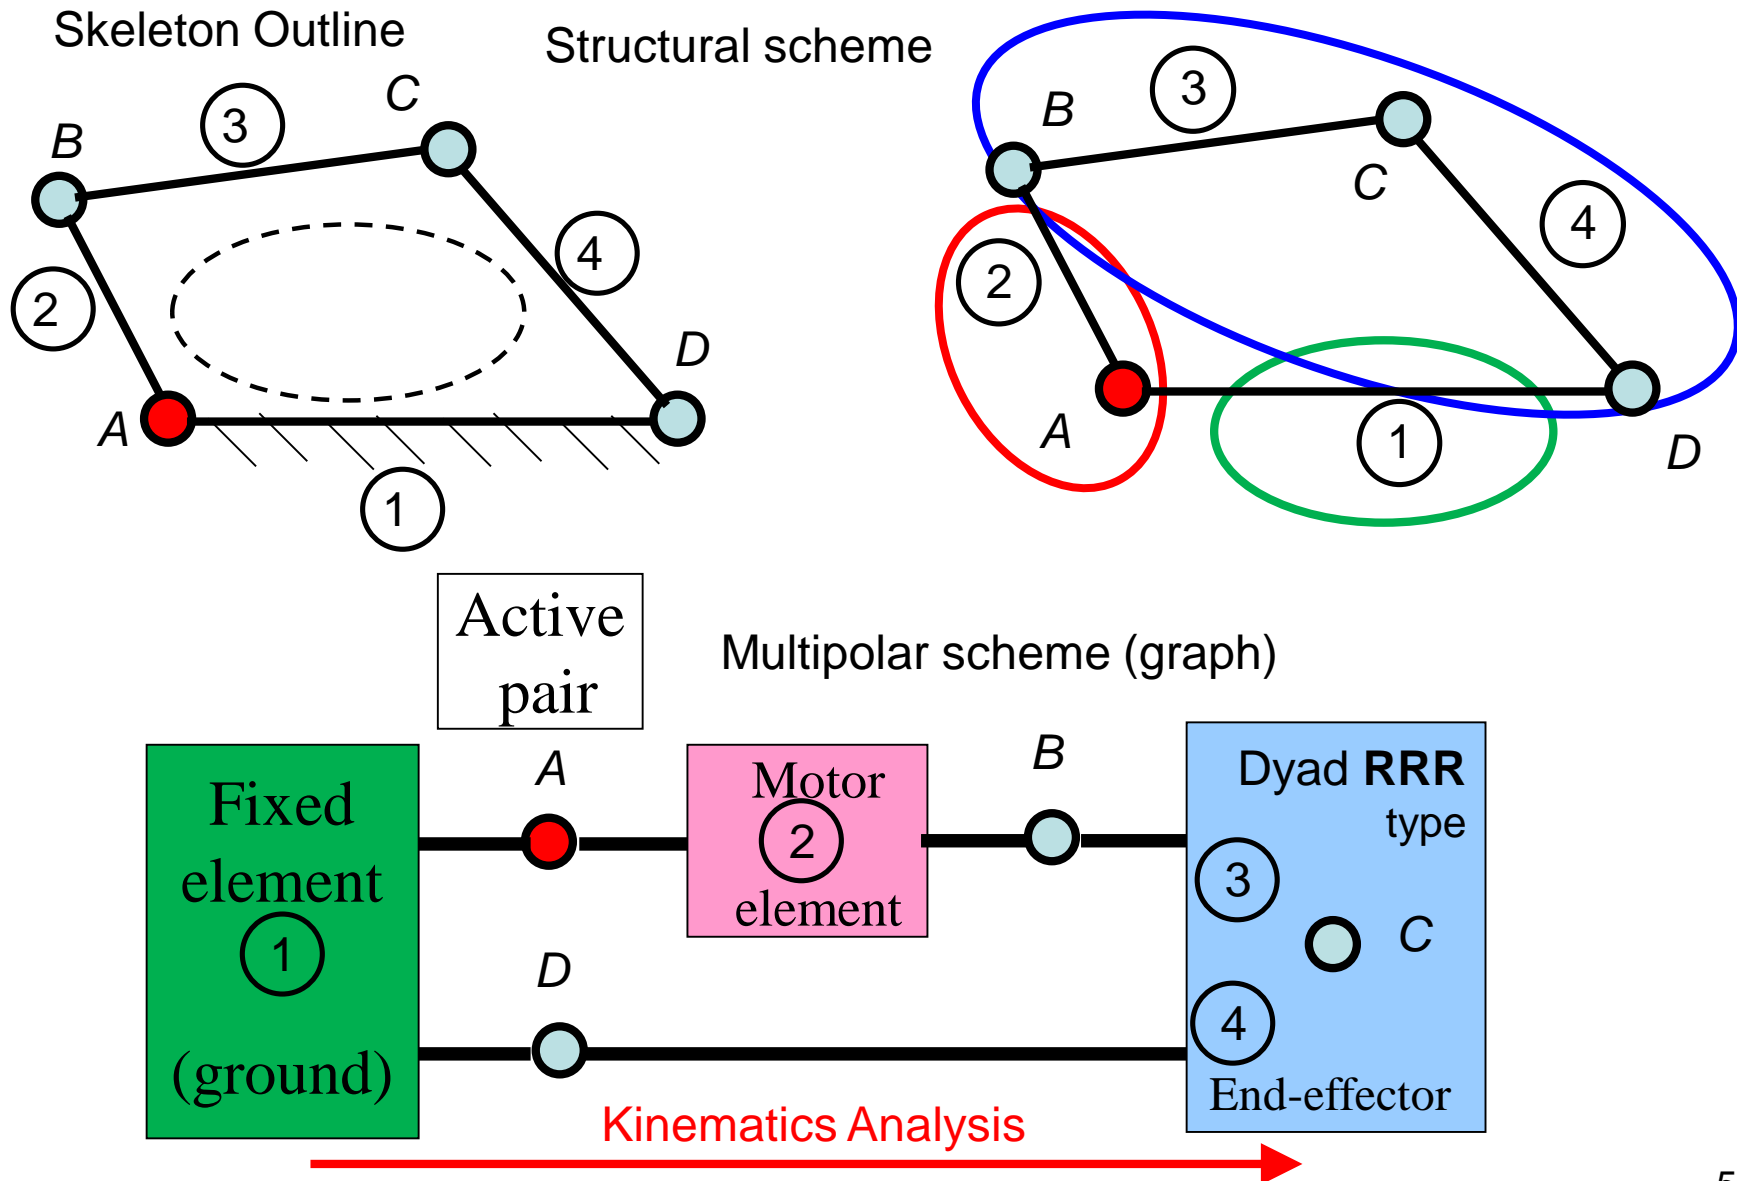 Skeleton Outline
Structural scheme
B
3
C
2
4
D
A
1
B
3
C
2
4
A
1
D
Active
pair
Multipolar scheme (graph)
Fixed
element
1
(ground)
A
D
Motor
2
element
B
Dyad RRR
type
3
C
4
End-effector
Kinematics Analysis
5